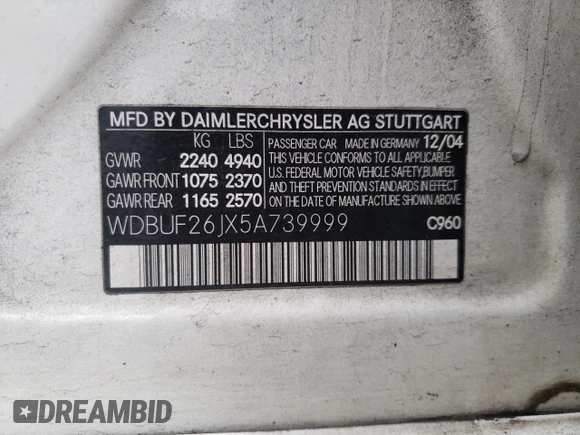 MFD BY DAIMLERCHRYSLER AG STUTTGART
KG LBS
GVWR 2240 4940
GAWR FRONT 1075 2370
GAWR REAR 1165 2570
PASSENGER CAR MADE IN GERMANY 12/04
THIS VEHICLE CONFORMS TO ALL APPLICABLE
U.S. FEDERAL MOTOR VEHICLE SAFETY,BUMPER
AND THEFT PREVENTION STANDARDS IN EFFECT
ON THE DATE OF MANUFACTURE SHOWN ABOVE
WDBUF26JX5A739999 C960
DREAMBID